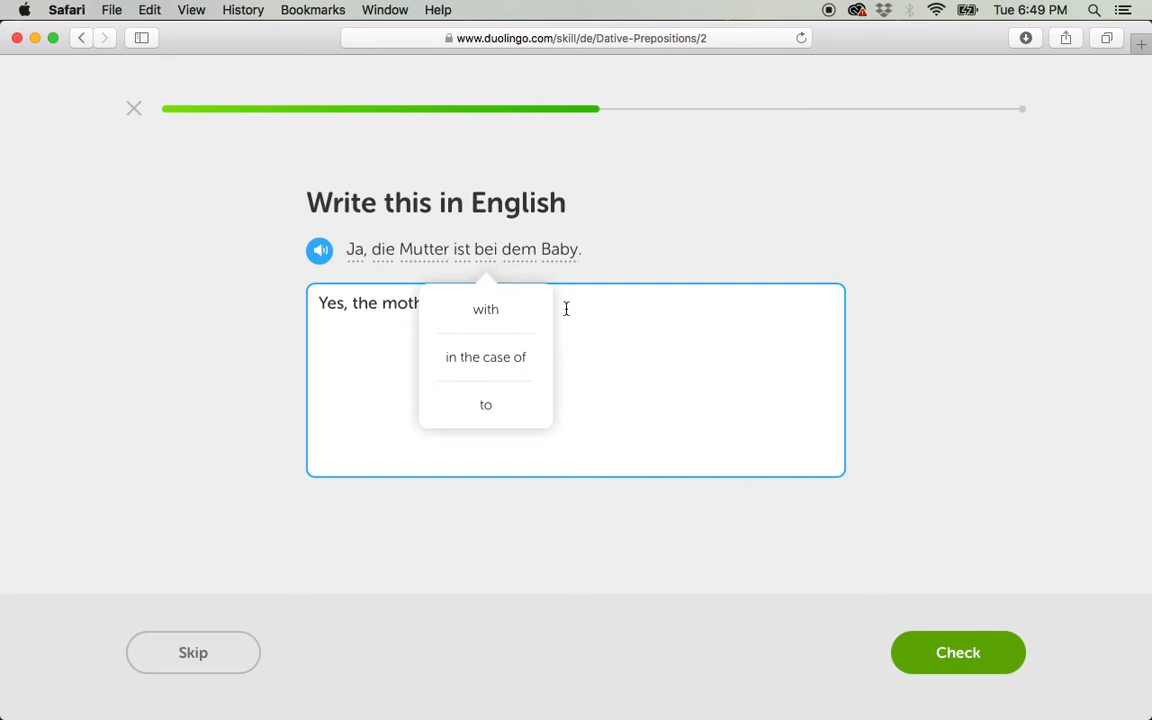 Safari File Edit View History Bookmarks Window Help Tue 6:49 PM
www.duolingo.com/skill/de/Dative-Prepositions/2
Write this in English
Ja, die Mutter ist bei dem Baby.
Yes, the moth
with
in the case of
to
Skip
Check